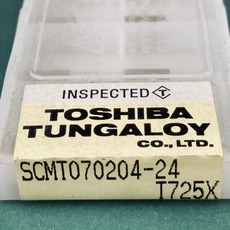 INSPECTED
TOSHIBA
TUNGALOY
CO., LTD.
SCMT070204-24
T725X